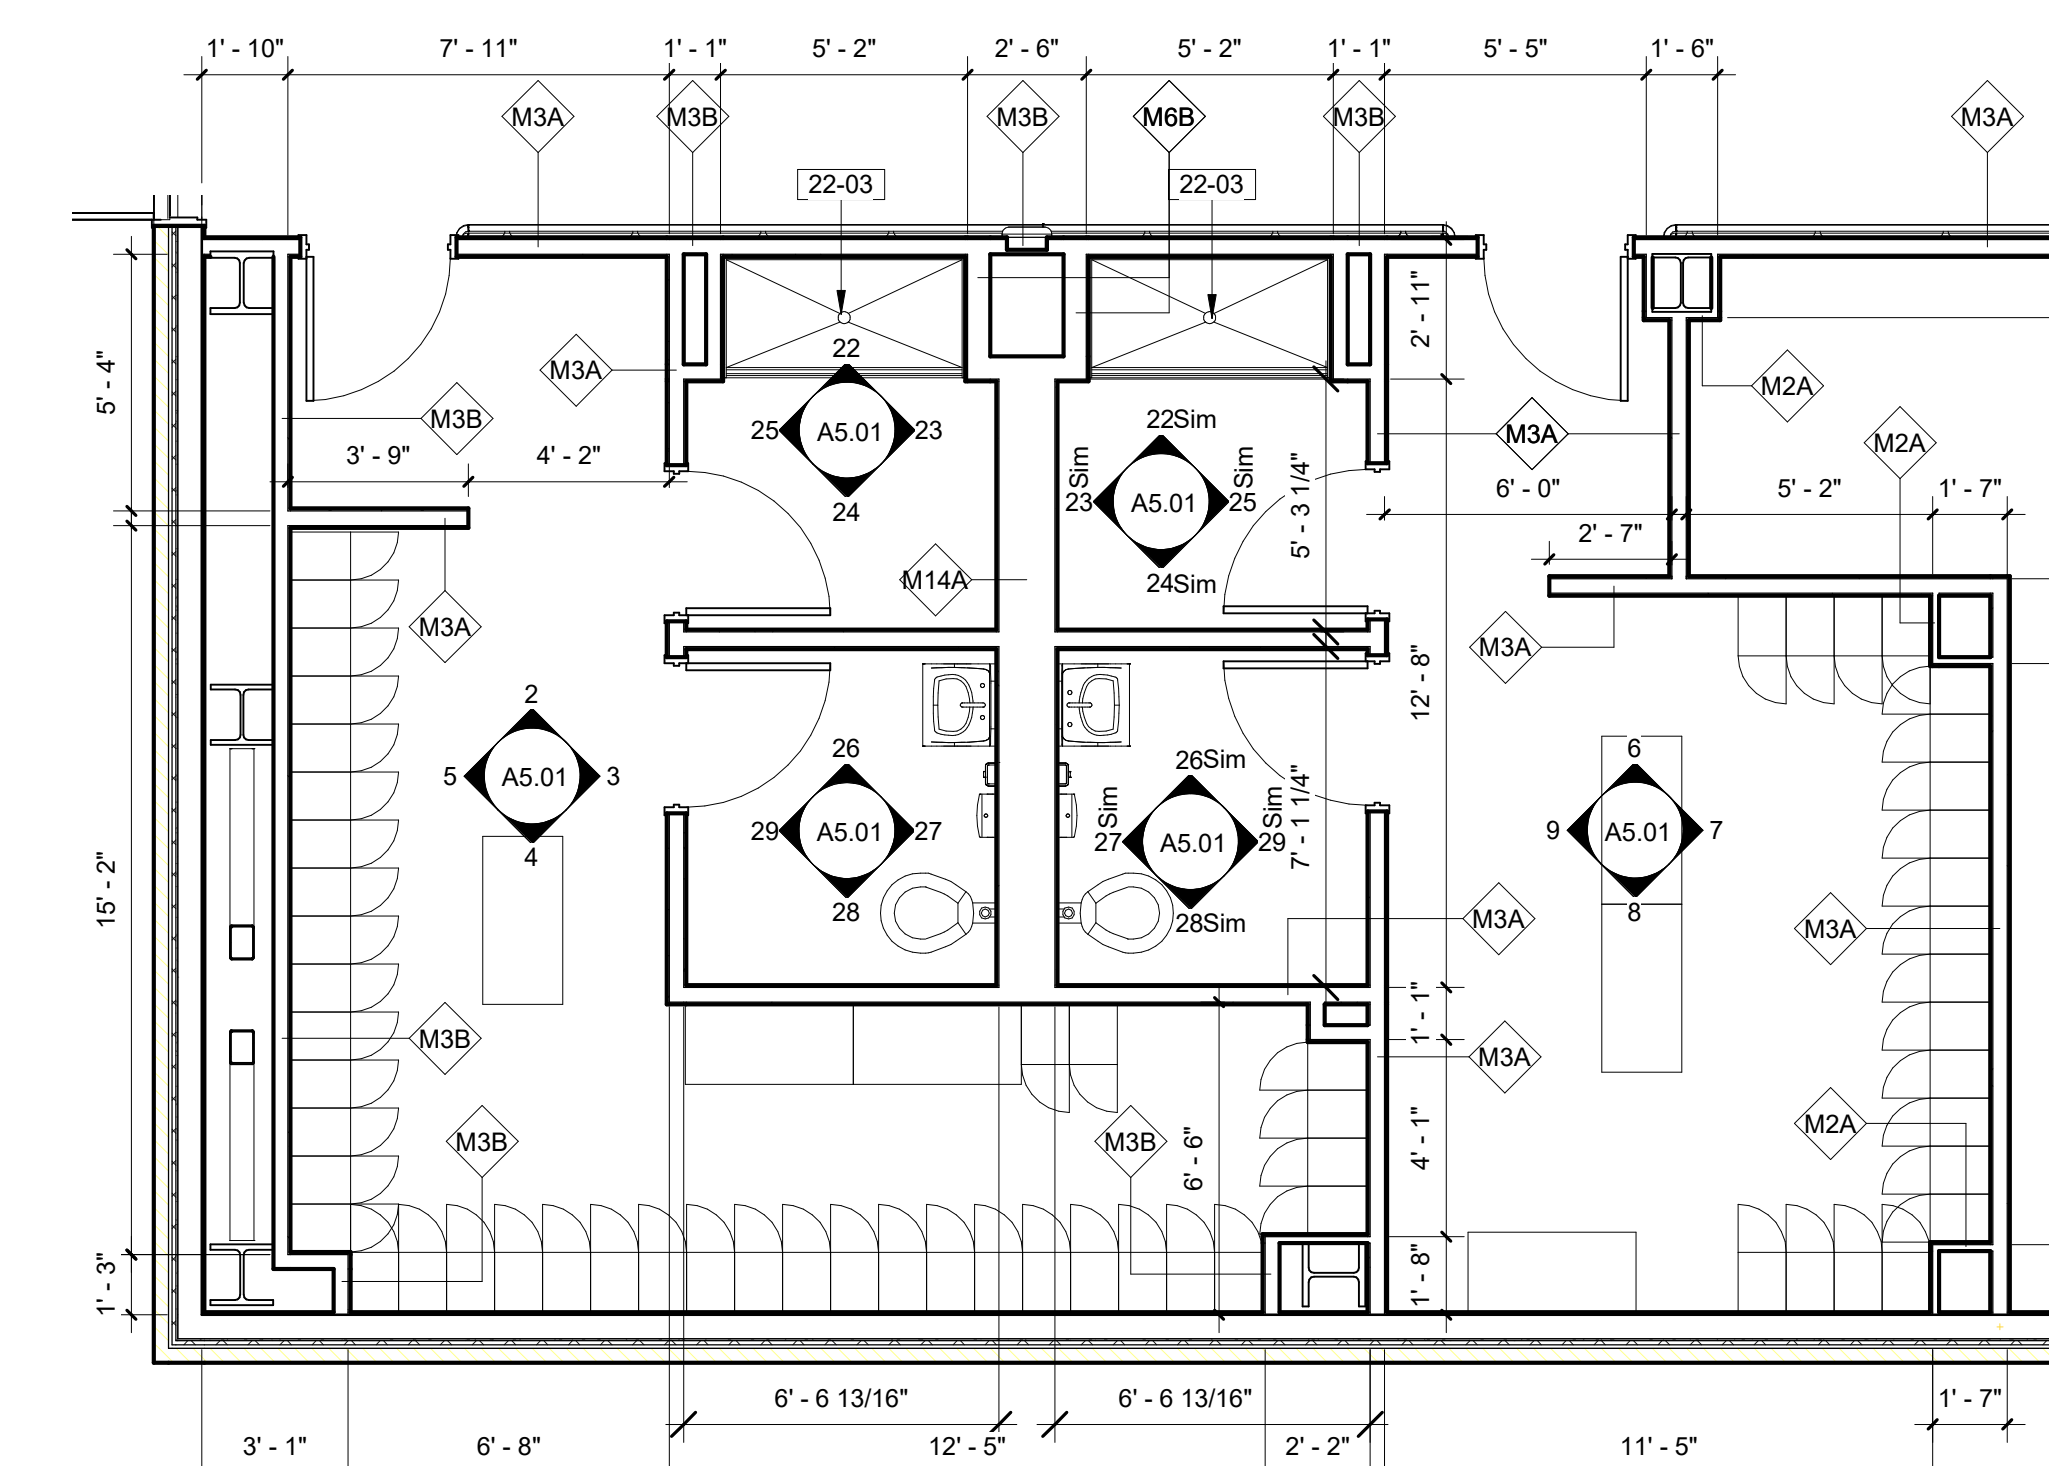 1' - 10" 7' - 11" 1' - 1" 5' - 2" 2' - 6" 5' - 2" 1' - 1" 5' - 5" 1' - 6"
M3A M3B M3B M6B M3B M3A
22-03 22-03
2' - 11"
5' - 4"
22
M3A M2A
M3B 25 A5.01 23 22Sim M3A M2A
3' - 9" 4' - 2" Sim Sim 5' - 3 1/4" 6' - 0" 5' - 2" 1' - 7"
24 23 A5.01 25
2' - 7"
M14A 24Sim
M3A M3A
12' - 8"
2 26 26Sim 6
5 A5.01 3 Sim Sim 7' - 1 1/4"
29 A5.01 27 27 A5.01 29 9 A5.01 7
4
15' - 2"
28 28Sim M3A 8 M3A
1' - 1"
M3B M3A
M3B M3B 6' - 6" 4' - 1" M2A
1' - 3" 1' - 8"
6' - 6 13/16" 6' - 6 13/16" 1' - 7"
3' - 1" 6' - 8" 12' - 5" 2' - 2" 11' - 5"